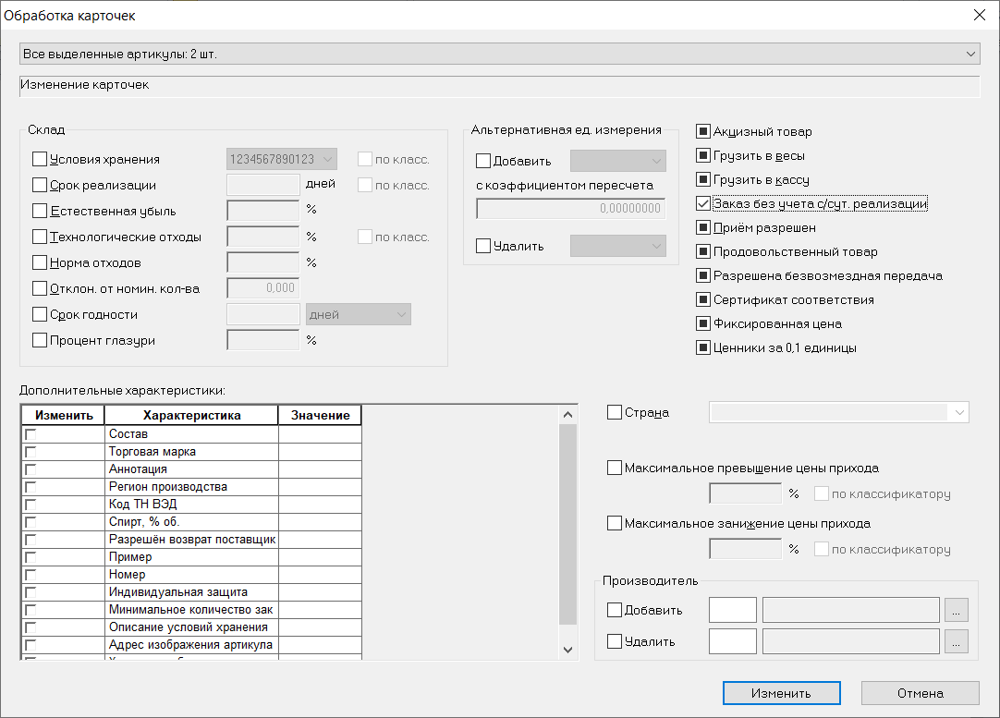 Обработка карточек
Все выделенные артикулы: 2 шт.
Изменение карточек
Склад
Условия хранения 1234567890123 по класс.
Срок реализации дней по класс.
Естественная убыль %
Технологические отходы % по класс.
Норма отходов %
Отклон. от номин. кол-ва 0,000
Срок годности дней
Процент глазури %
Альтернативная ед. измерения
Добавить
с коэффициентом пересчета
0,00000000
Удалить
Акцизный товар
Грузить в весы
Грузить в кассу
Заказ без учета с/сут. реализации
Приём разрешен
Продовольственный товар
Разрешена безвозмездная передача
Сертификат соответствия
Фиксированная цена
Ценники за 0,1 единицы
Дополнительные характеристики:
Изменить Характеристика Значение
Состав
Торговая марка
Аннотация
Регион производства
Код ТН ВЭД
Спирт, % об.
Разрешён возврат поставщик
Пример
Номер
Индивидуальная защита
Минимальное количество зак
Описание условий хранения
Адрес изображения артикула
Страна
Максимальное превышение цены прихода
% по классификатору
Максимальное занижение цены прихода
% по классификатору
Производитель
Добавить ...
Удалить ...
Изменить Отмена